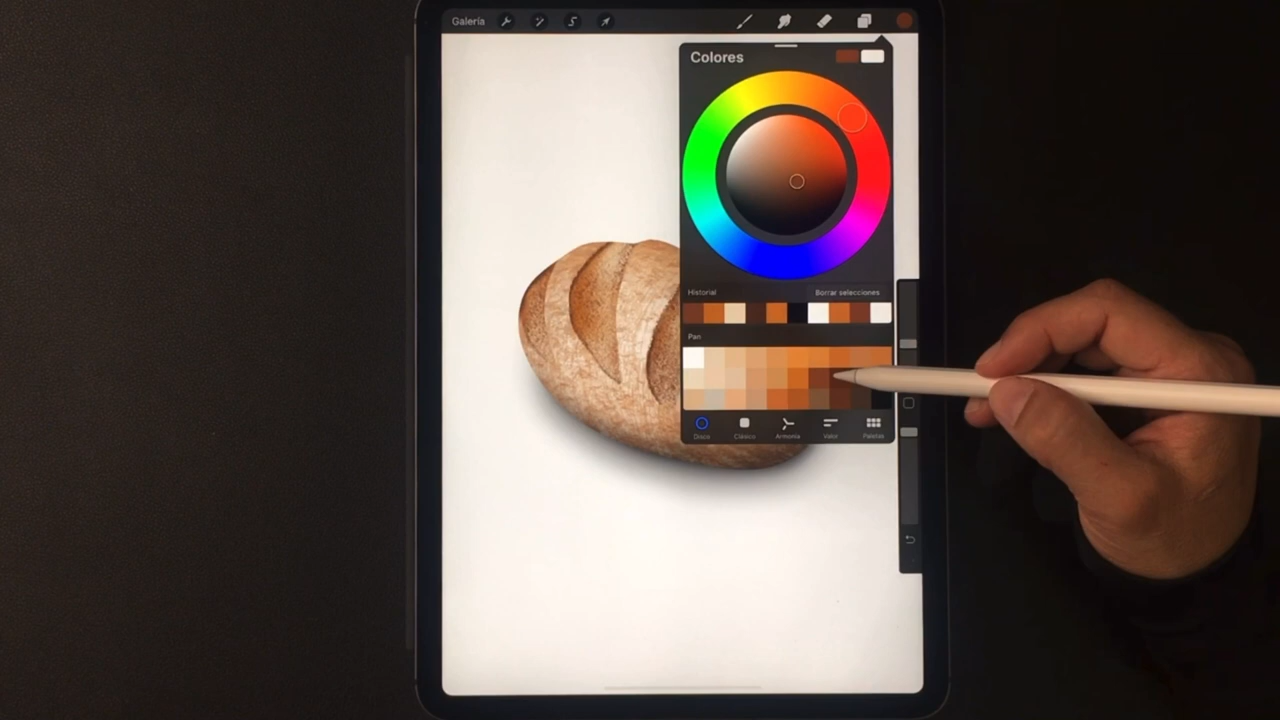 Galería
Colores
Historial Borrar selecciones
Pan
Disco Clásico Armonía Valor Paletas